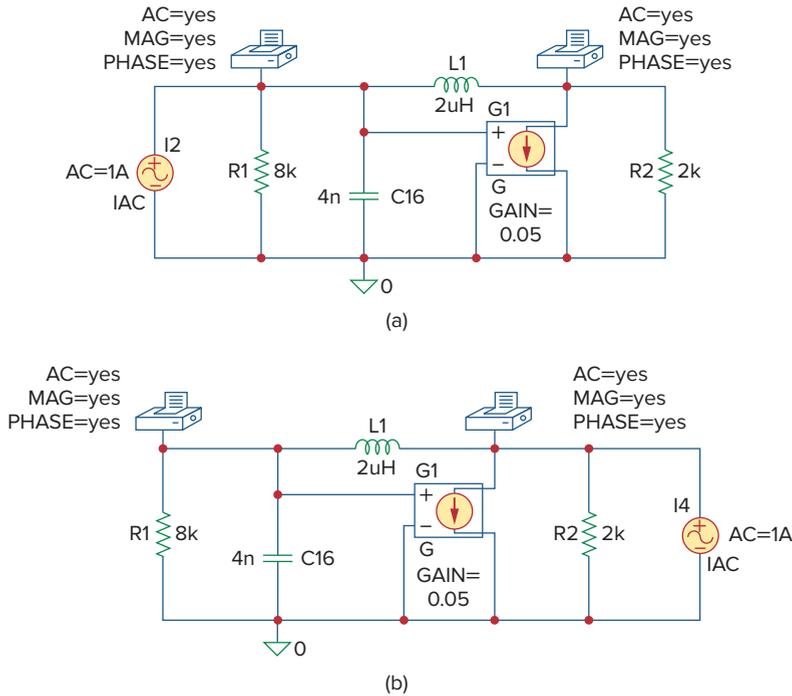 AC=yes
MAG=yes
PHASE=yes
AC=yes
MAG=yes
PHASE=yes
L1
2uH
G1
I2
AC=1A
IAC
R1
8k
+
−
R2
2k
4n
C16
G
GAIN=
0.05
0
(a)
AC=yes
MAG=yes
PHASE=yes
AC=yes
MAG=yes
PHASE=yes
L1
2uH
G1
+
−
I4
R1
8k
R2
2k
AC=1A
IAC
4n
C16
G
GAIN=
0.05
0
(b)